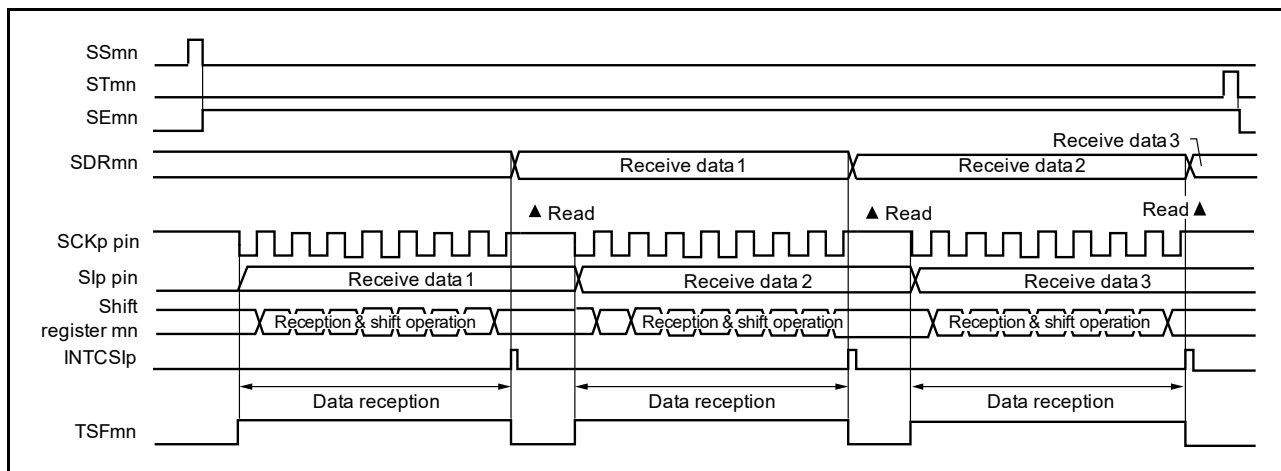 SSmn
STmn
SEmn
Receive data 3
SDRmn
Receive data 1
Receive data 2
▲ Read
▲ Read
Read ▲
SCKp pin
SIp pin
Receive data 1
Receive data 2
Receive data 3
Shift
register mn
Reception & shift operation
Reception & shift operation
Reception & shift operation
INTCSIp
Data reception
Data reception
Data reception
TSFmn